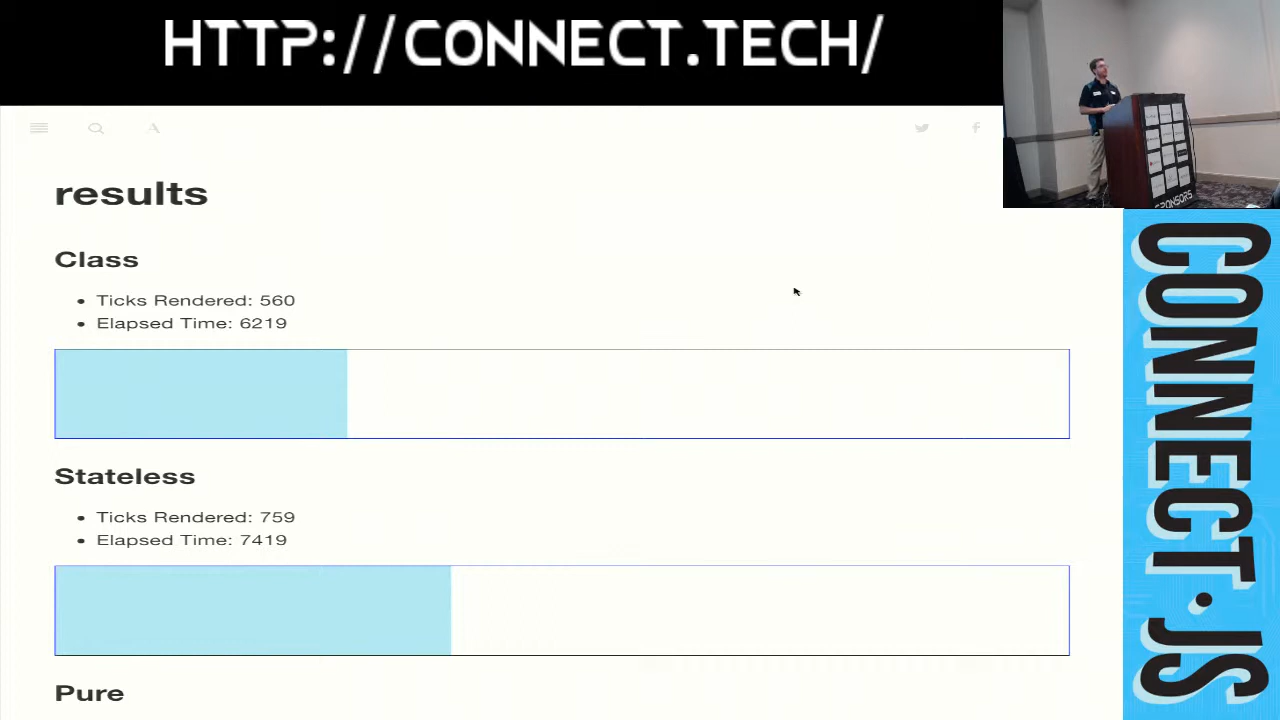 HTTP://CONNECT.TECH/
A
results
Class
Ticks Rendered: 560
Elapsed Time: 6219
Stateless
Ticks Rendered: 759
Elapsed Time: 7419
Pure
SPONSORS
CONNECT.JS